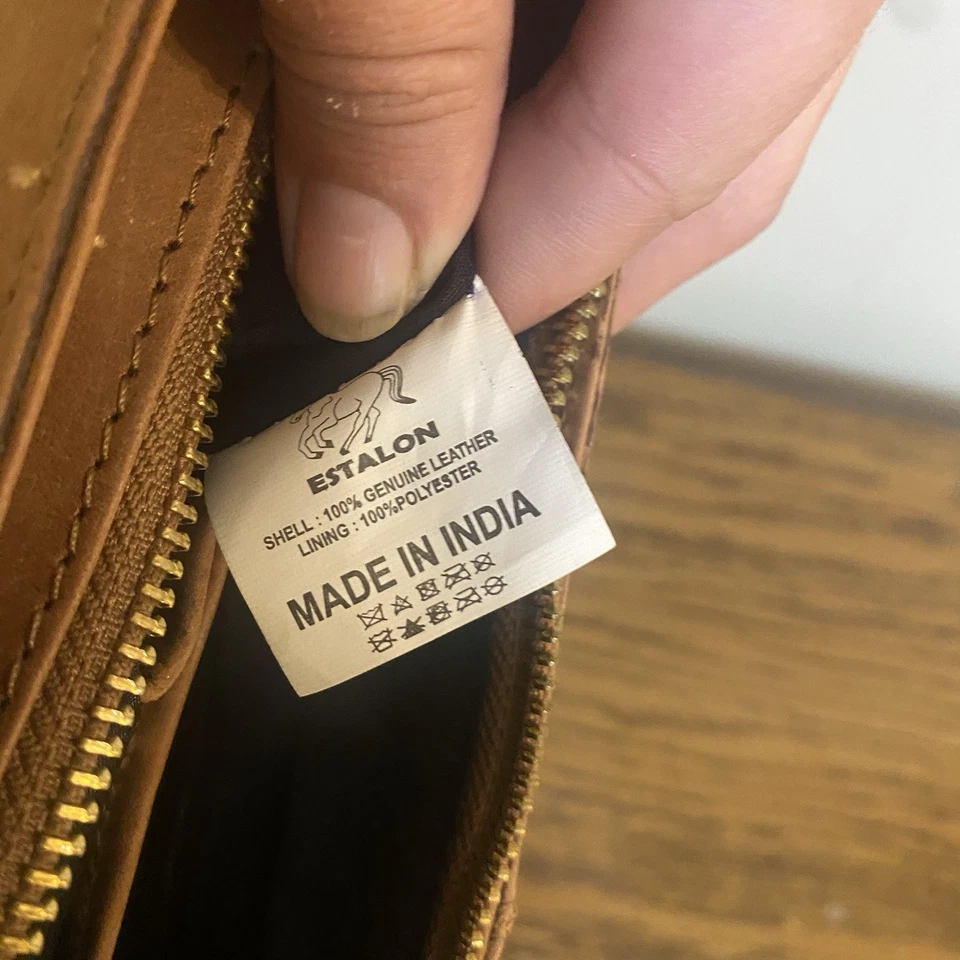 ESTALON
SHELL : 100% GENUINE LEATHER
LINING : 100%POLYESTER
MADE IN INDIA